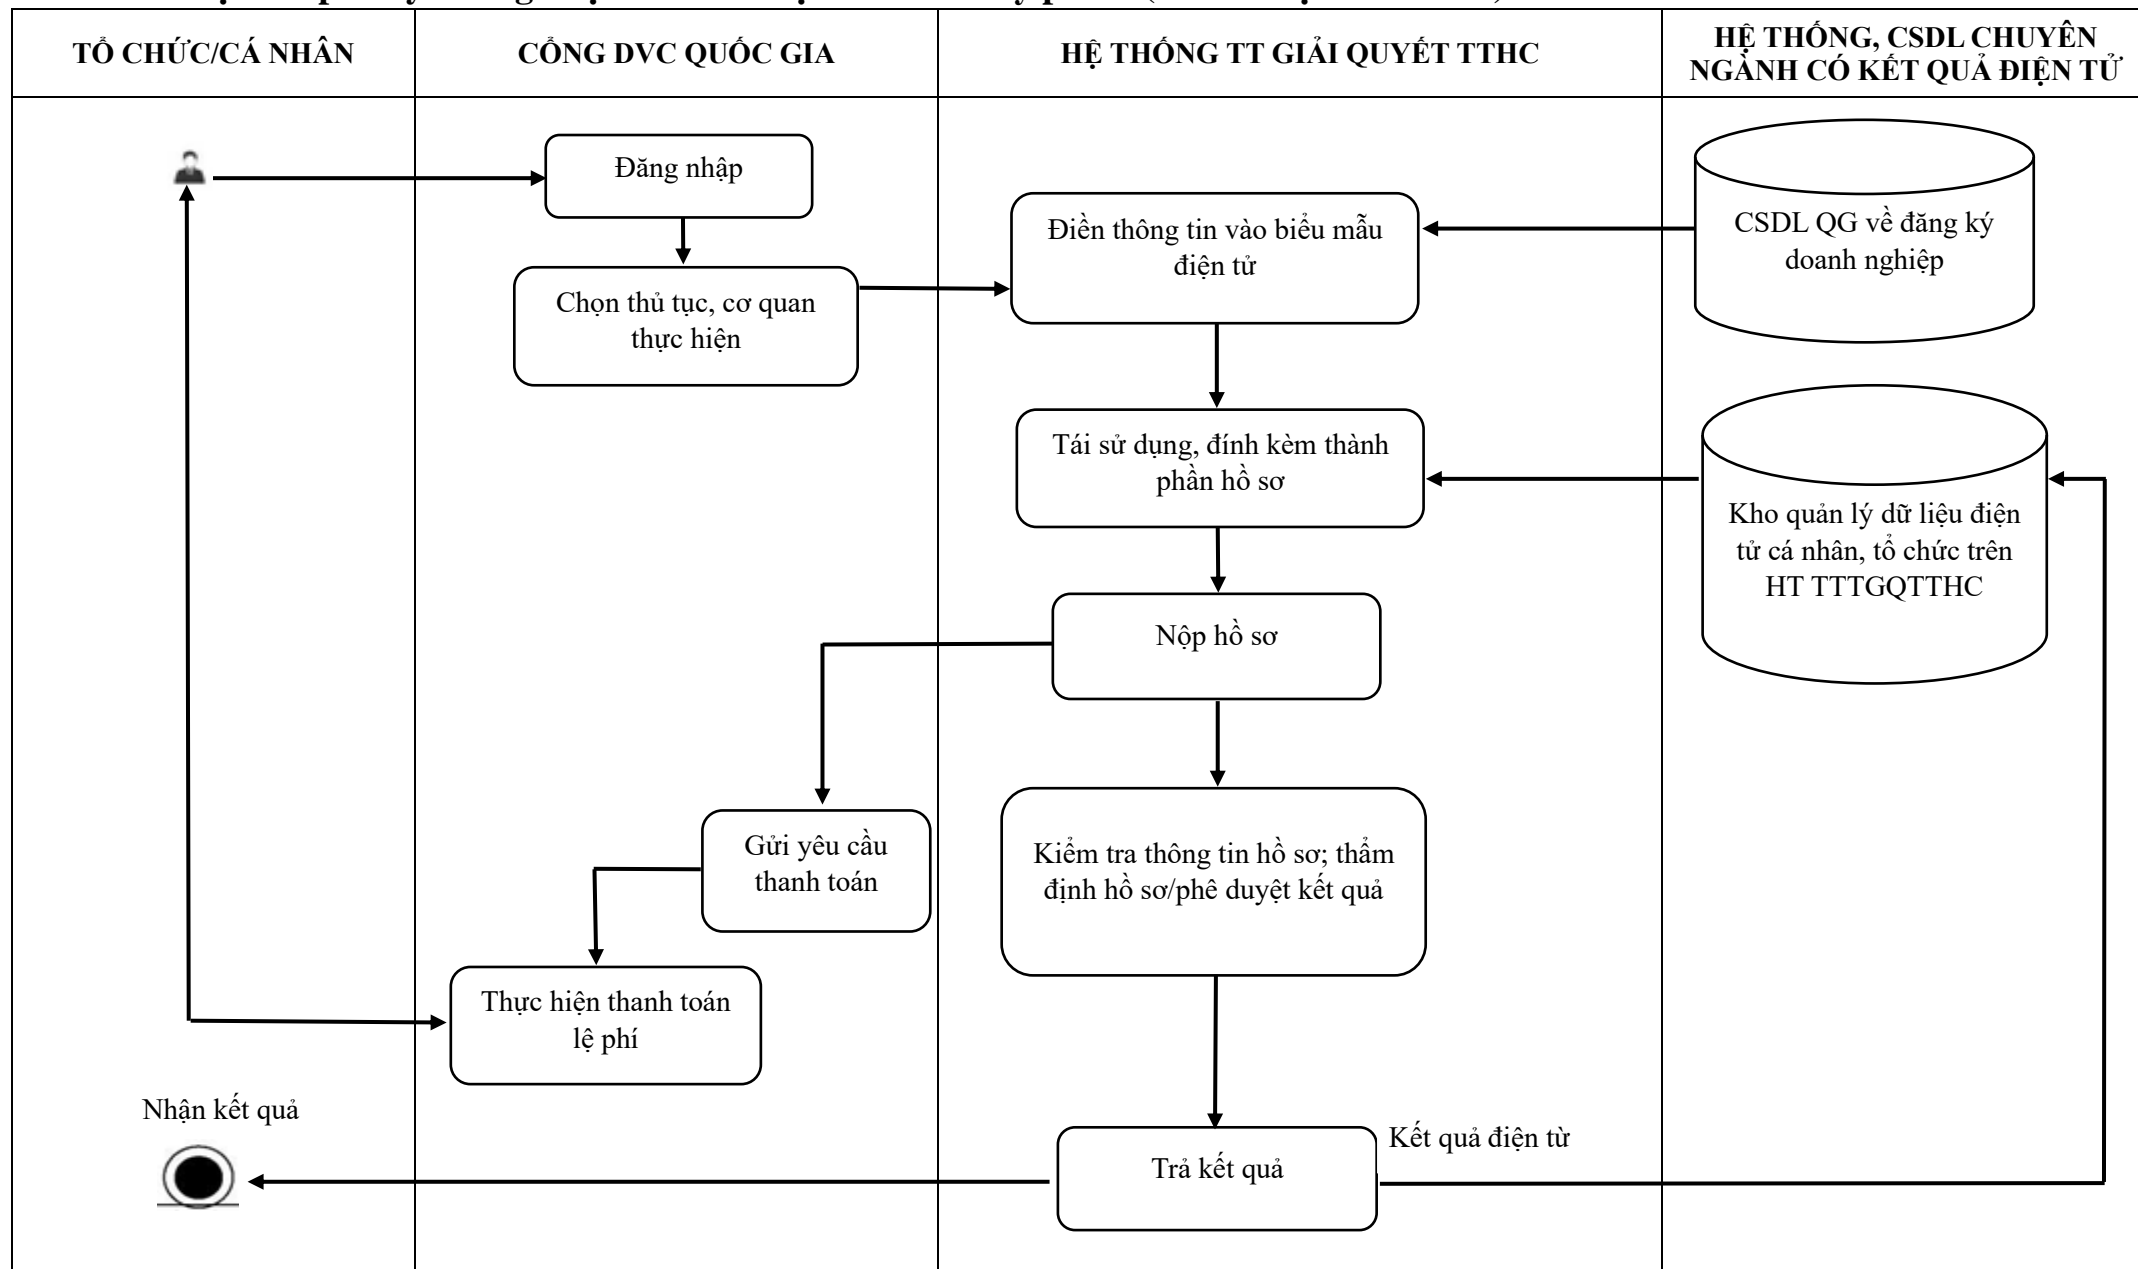 TỔ CHỨC/CÁ NHÂN
CỔNG DVC QUỐC GIA
HỆ THỐNG TT GIẢI QUYẾT TTHC
HỆ THỐNG, CSDL CHUYÊN
NGÀNH CÓ KẾT QUẢ ĐIỆN TỬ
Đăng nhập
Điền thông tin vào biểu mẫu
điện tử
CSDL QG về đăng ký
doanh nghiệp
Chọn thủ tục, cơ quan
thực hiện
Tái sử dụng, đính kèm thành
phần hồ sơ
Kho quản lý dữ liệu điện
tử cá nhân, tổ chức trên
HT TTTGQTTHC
Nộp hồ sơ
Gửi yêu cầu
thanh toán
Kiểm tra thông tin hồ sơ; thẩm
định hồ sơ/phê duyệt kết quả
Thực hiện thanh toán
lệ phí
Nhận kết quả
Kết quả điện từ
Trả kết quả